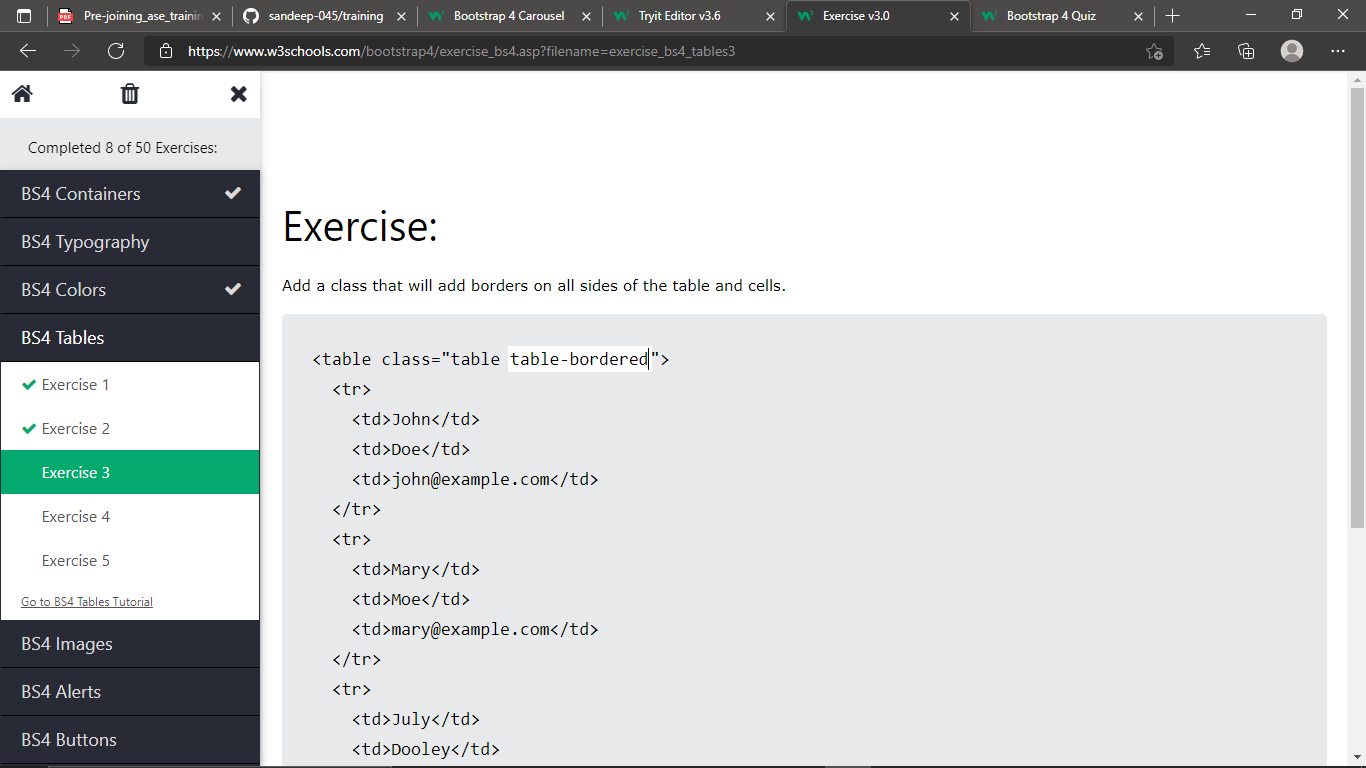 Pre-joining_ase_trainin
sandeep-045/training
Bootstrap 4 Carousel
Tryit Editor v3.6
Exercise v3.0
Bootstrap 4 Quiz
https://www.w3schools.com/bootstrap4/exercise_bs4.asp?filename=exercise_bs4_tables3
Completed 8 of 50 Exercises:
BS4 Containers
BS4 Typography
BS4 Colors
BS4 Tables
Exercise 1
Exercise 2
Exercise 3
Exercise 4
Exercise 5
Go to BS4 Tables Tutorial
BS4 Images
BS4 Alerts
BS4 Buttons
Exercise:
Add a class that will add borders on all sides of the table and cells.
<table class="table table-bordered">
<tr>
<td>John</td>
<td>Doe</td>
<td>john@example.com</td>
</tr>
<tr>
<td>Mary</td>
<td>Moe</td>
<td>mary@example.com</td>
</tr>
<tr>
<td>July</td>
<td>Dooley</td>